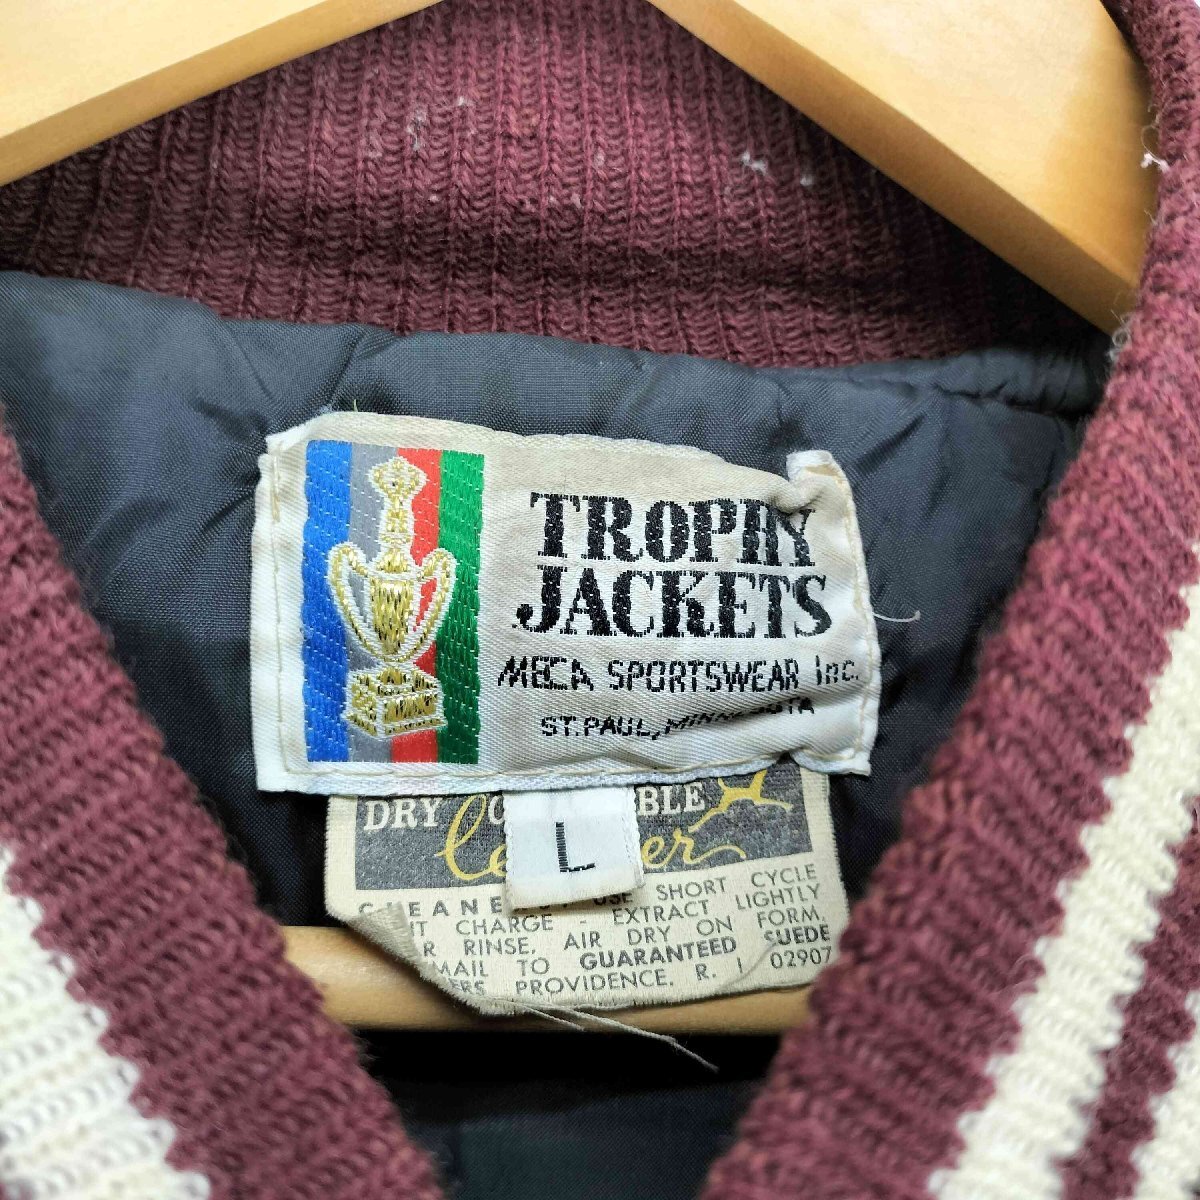 TROPHY
JACKETS
MECA SPORTSWEAR Inc.
ST. PAUL, MINNESOTA
DRY
L
SHORT CYCLE
CHARGE - EXTRACT LIGHTLY
RINSE, AIR DRY ON FORM.
MAIL TO GUARANTEED SUEDE
PROVIDENCE, R. I 02907